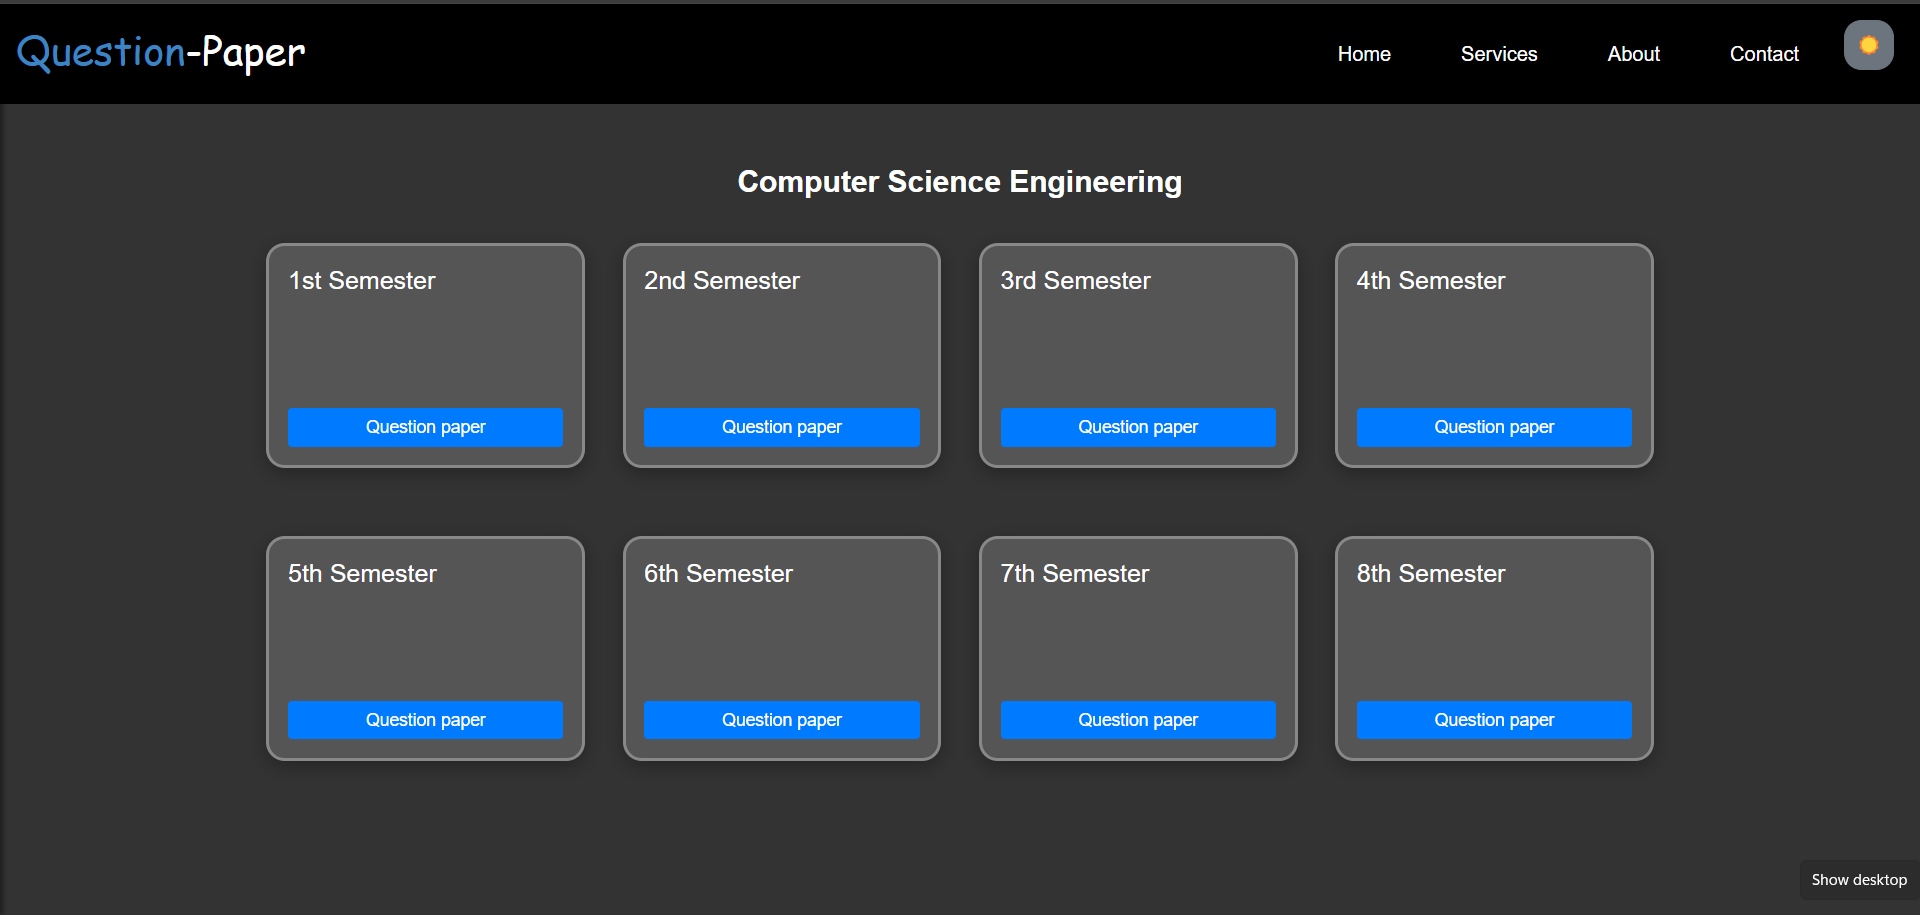 Question-Paper
Home Services About Contact
Computer Science Engineering
1st Semester 2nd Semester 3rd Semester 4th Semester
Question paper Question paper Question paper Question paper
5th Semester 6th Semester 7th Semester 8th Semester
Question paper Question paper Question paper Question paper
Show desktop